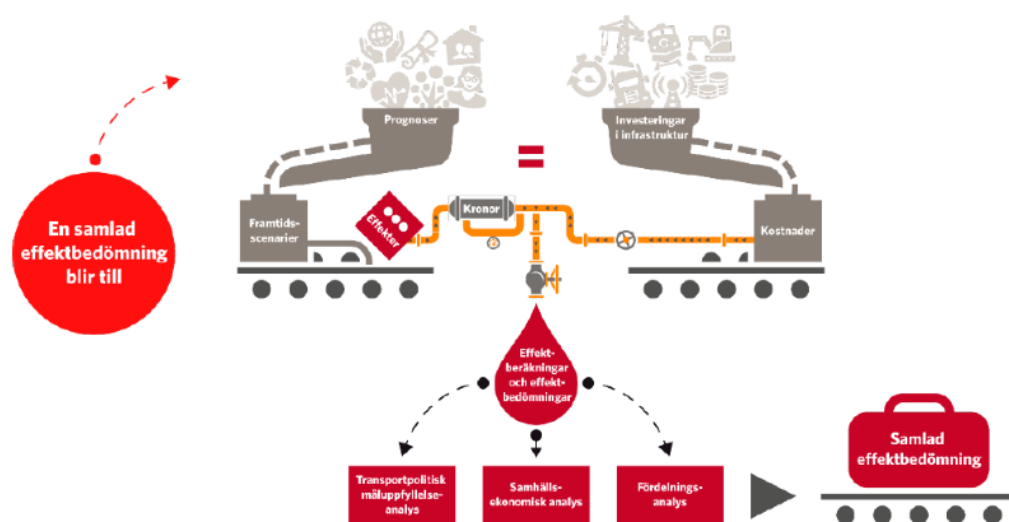 En samlad
effektbedömning
blir till
Prognoser
Investeringar
i infrastruktur
Framtids-
scenarier
Effekter
Kronor
Kostnader
Effekt-
beräkningar
och effekt-
bedömningar
Transportpolitisk
måluppfyllelse-
analys
Samhälls-
ekonomisk analys
Fördelnings-
analys
Samlad
effektbedömning